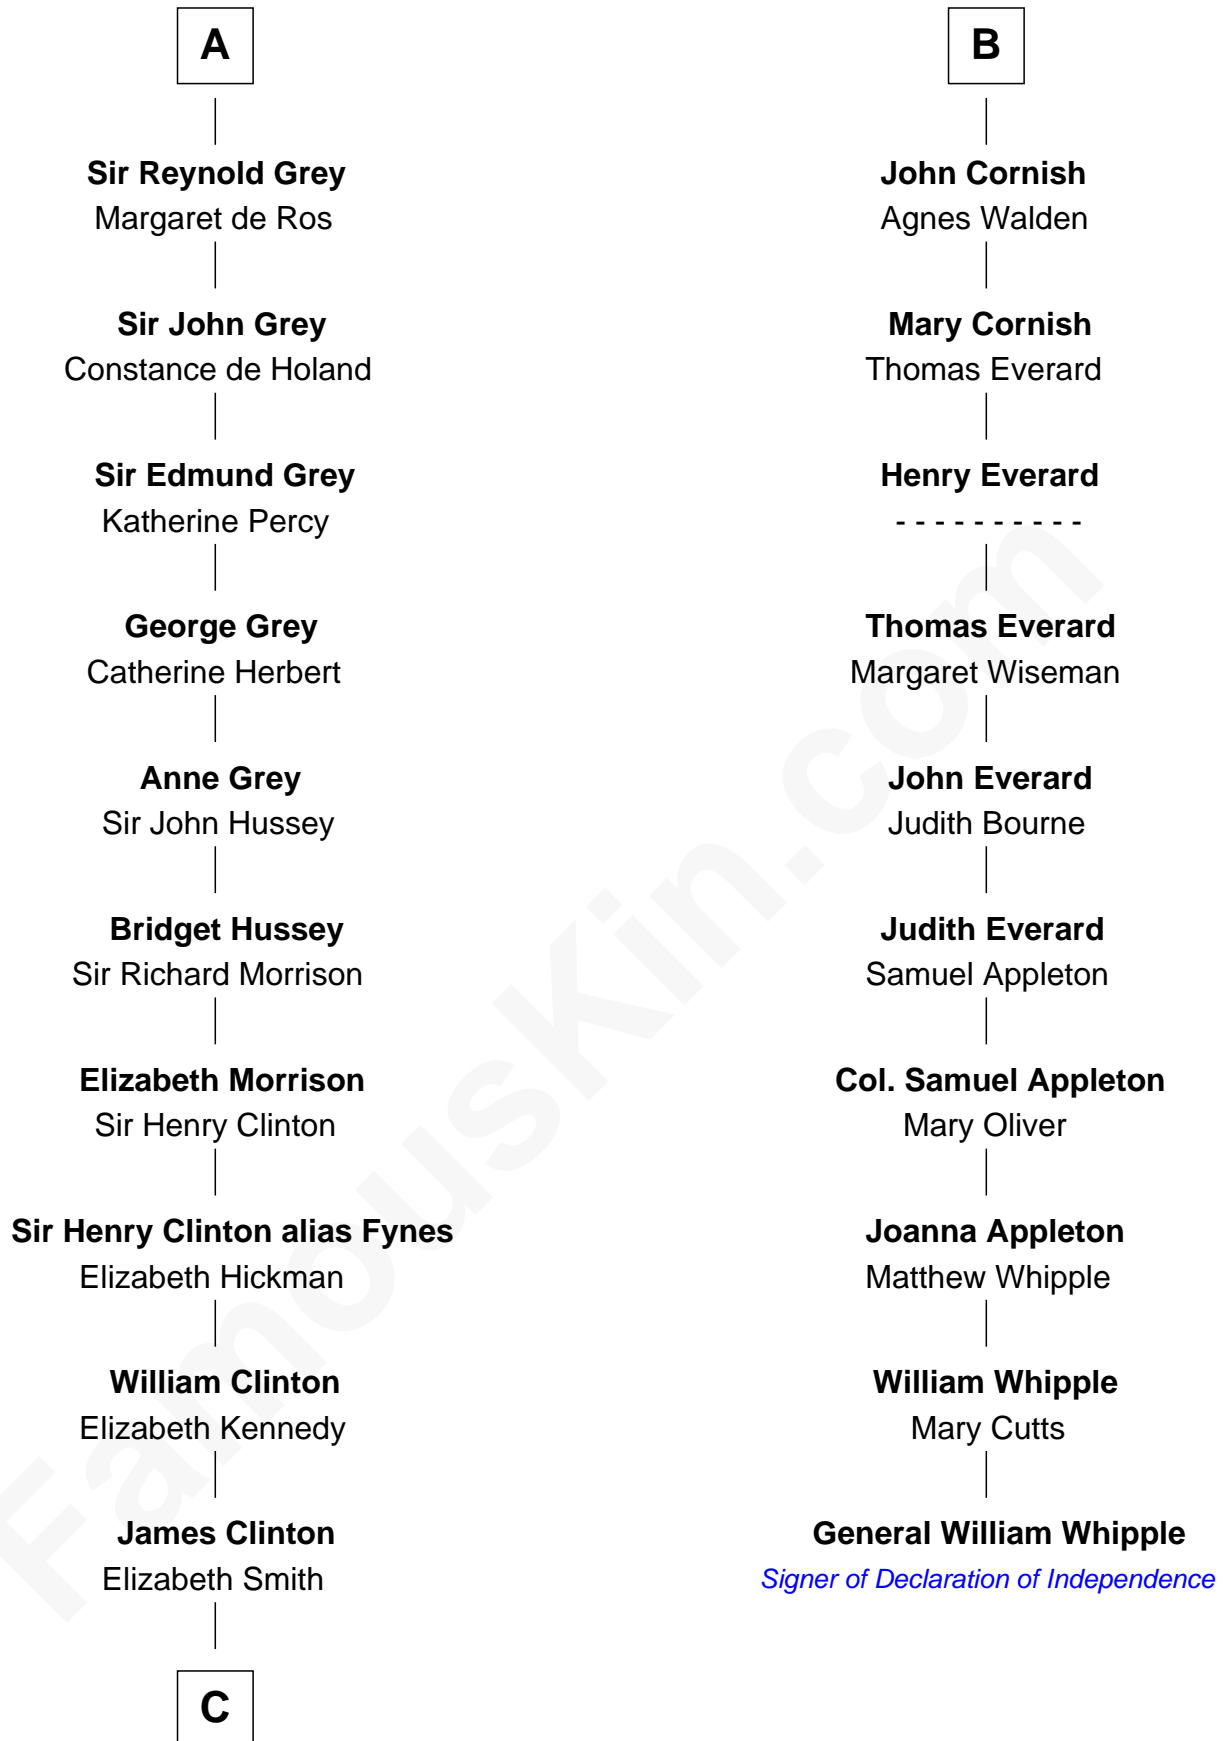 A
Sir Reynold Grey
Margaret de Ros
Sir John Grey
Constance de Holand
Sir Edmund Grey
Katherine Percy
George Grey
Catherine Herbert
Anne Grey
Sir John Hussey
Bridget Hussey
Sir Richard Morrison
Elizabeth Morrison
Sir Henry Clinton
Sir Henry Clinton alias Fynes
Elizabeth Hickman
William Clinton
Elizabeth Kennedy
James Clinton
Elizabeth Smith
C
B
John Cornish
Agnes Walden
Mary Cornish
Thomas Everard
Henry Everard
- - - - - - - - - -
Thomas Everard
Margaret Wiseman
John Everard
Judith Bourne
Judith Everard
Samuel Appleton
Col. Samuel Appleton
Mary Oliver
Joanna Appleton
Matthew Whipple
William Whipple
Mary Cutts
General William Whipple
Signer of Declaration of Independence
FamousKin.com